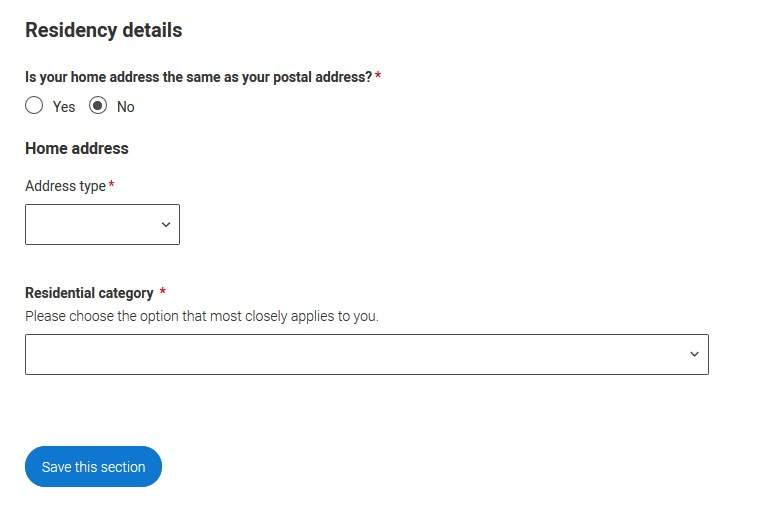 Residency details
Is your home address the same as your postal address?*
Yes No
Home address
Address type*
Residential category *
Please choose the option that most closely applies to you.
Save this section